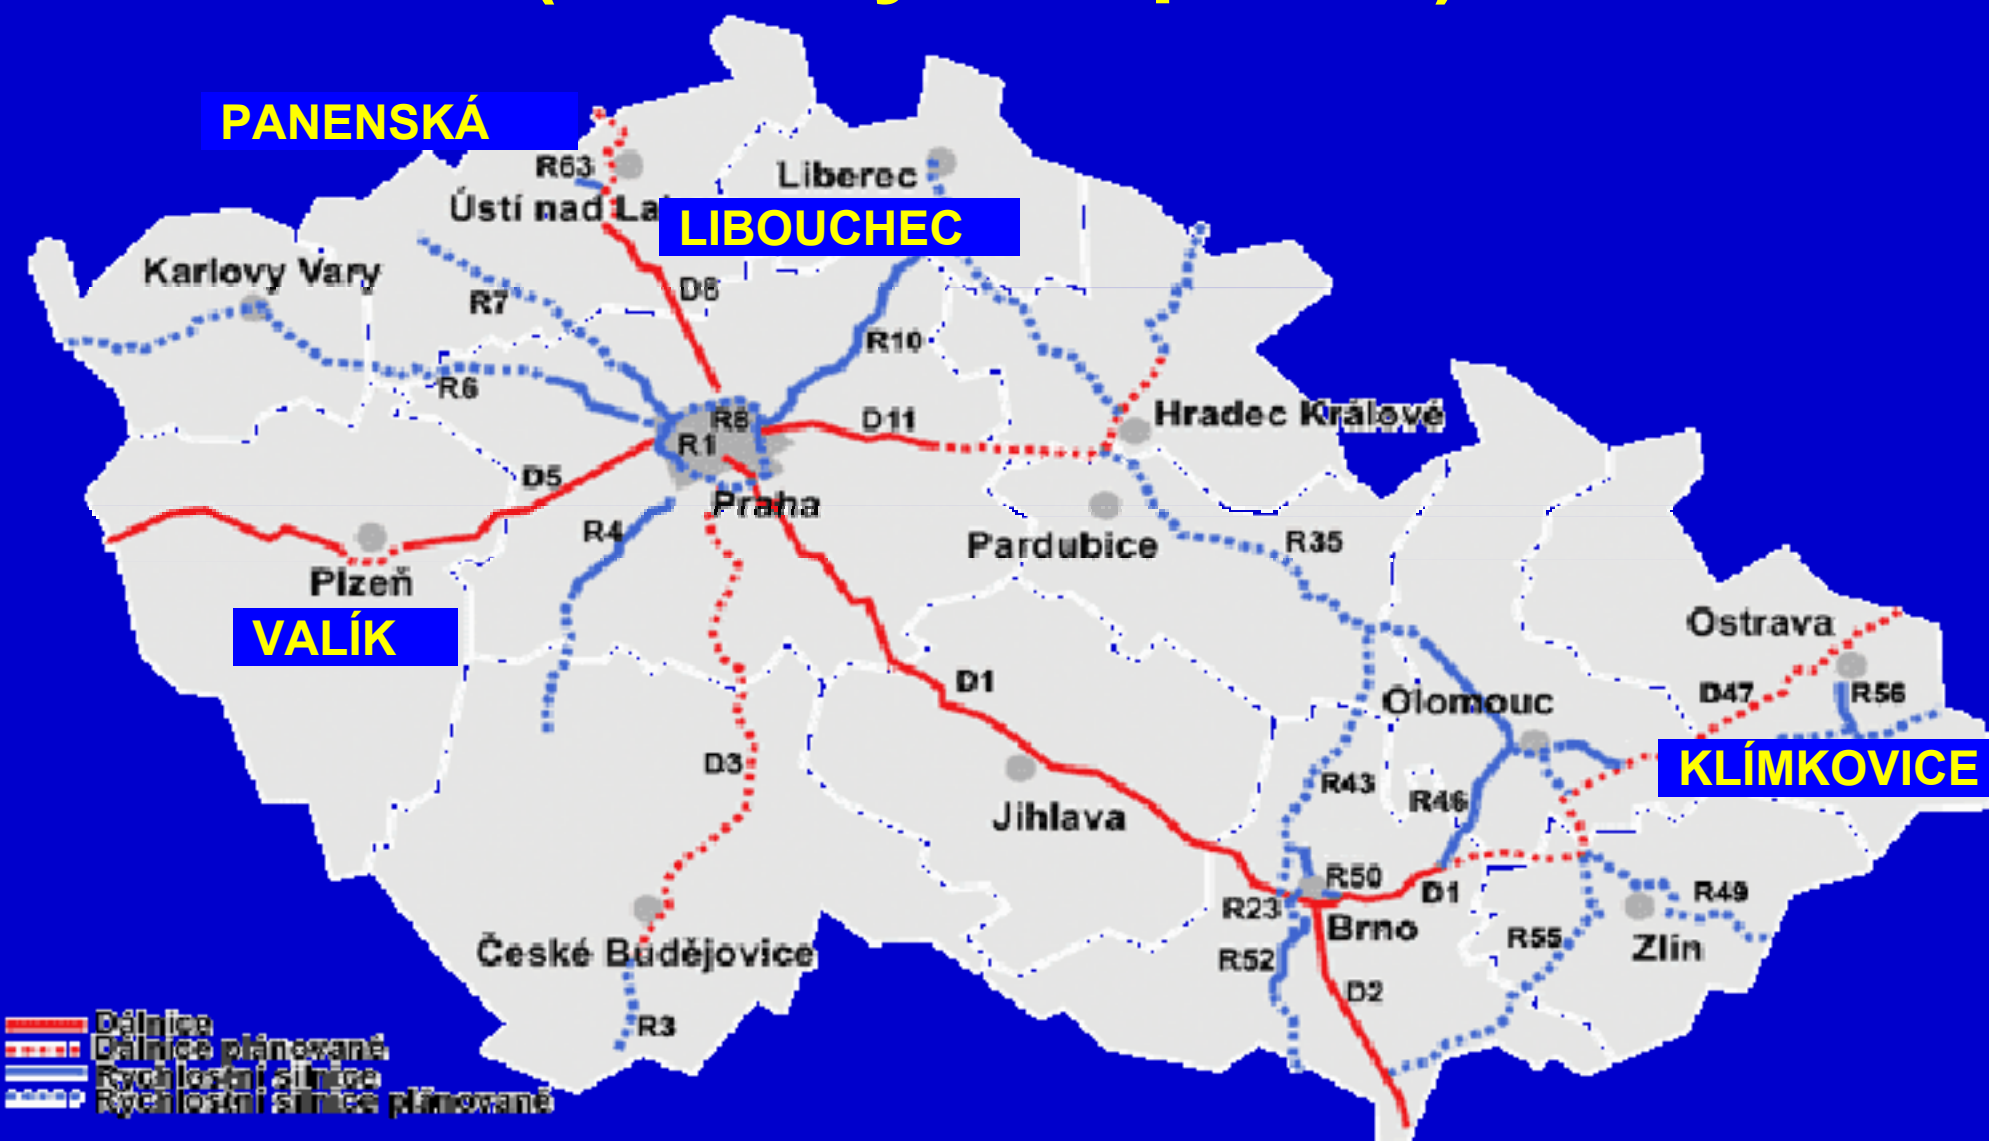 PANENSKÁ
R63
Liberec
Ústí nad La
LIBOUCHEC
Karlovy Vary
D8
R7
R10
R6
R8
D11
Hradec Králové
R1
D5
Praha
R4
Pardubice
R35
Plzeň
VALÍK
Ostrava
D1
D47
R56
Olomouc
D3
KLÍMKOVICE
R43
R46
Jihlava
R50
D1
R49
R23
Brno
R55
Zlín
České Budějovice
R52
D2
R3
Dálnice
Dálnice plánované
Rychlostní silnice
Rychlostní silnice plánované